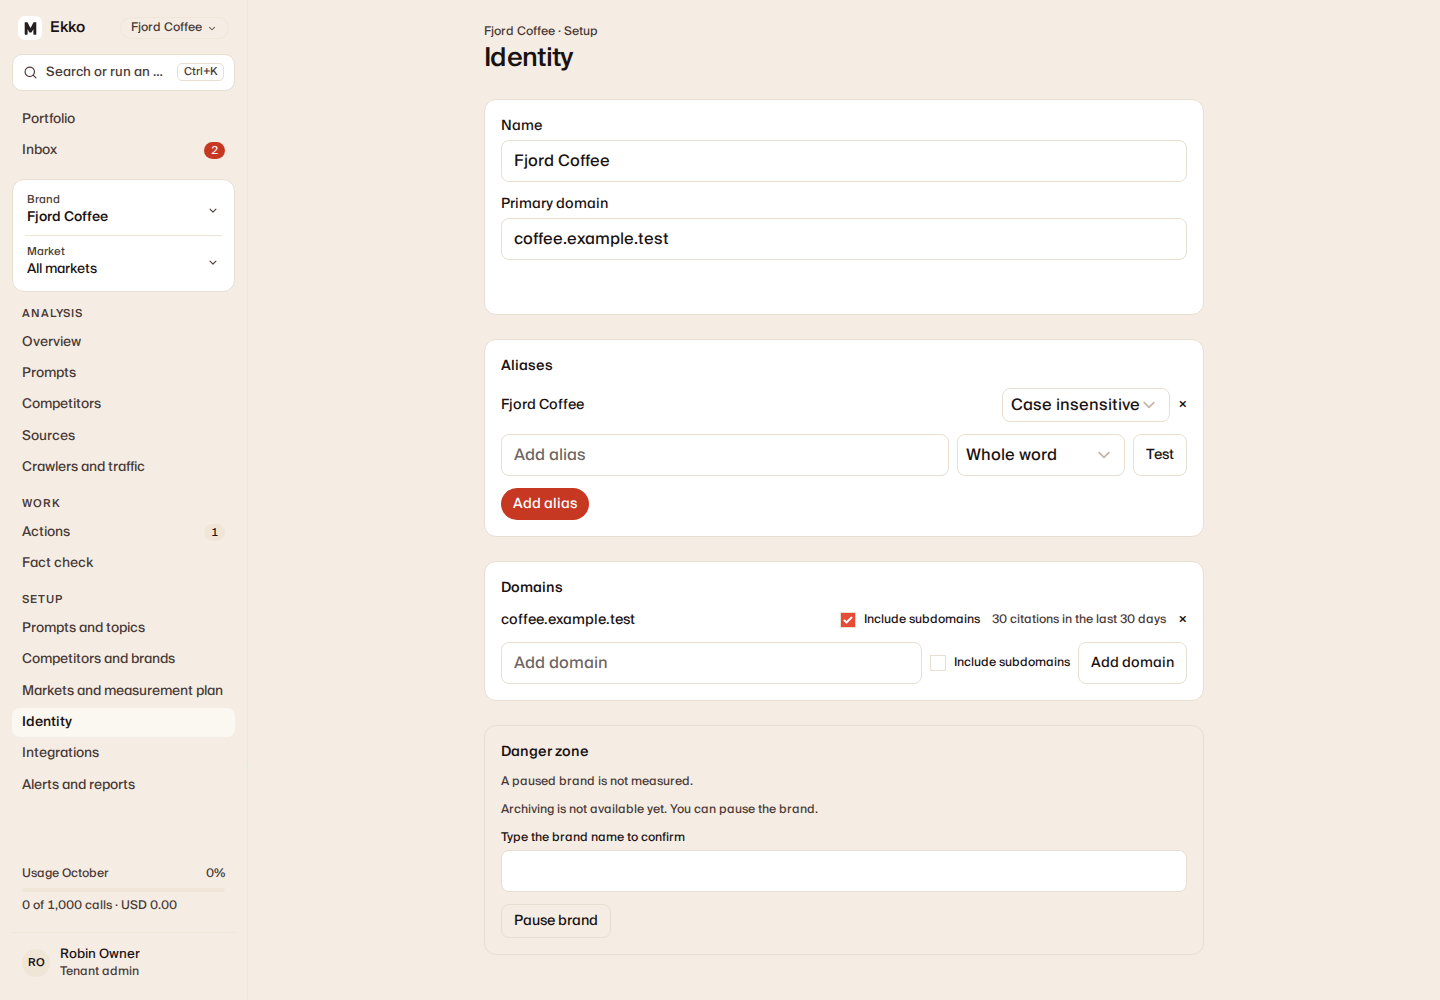 Ekko
Fjord Coffee
Search or run an ...
Ctrl+K
Portfolio
Inbox
2
Brand
Fjord Coffee
Market
All markets
ANALYSIS
Overview
Prompts
Competitors
Sources
Crawlers and traffic
WORK
Actions
1
Fact check
SETUP
Prompts and topics
Competitors and brands
Markets and measurement plan
Identity
Integrations
Alerts and reports
Usage October
0%
0 of 1,000 calls · USD 0.00
RO
Robin Owner
Tenant admin
Fjord Coffee · Setup
Identity
Name
Fjord Coffee
Primary domain
coffee.example.test
Aliases
Fjord Coffee
Case insensitive
Add alias
Whole word
Test
Add alias
Domains
coffee.example.test
Include subdomains
30 citations in the last 30 days
Add domain
Include subdomains
Add domain
Danger zone
A paused brand is not measured.
Archiving is not available yet. You can pause the brand.
Type the brand name to confirm
Pause brand